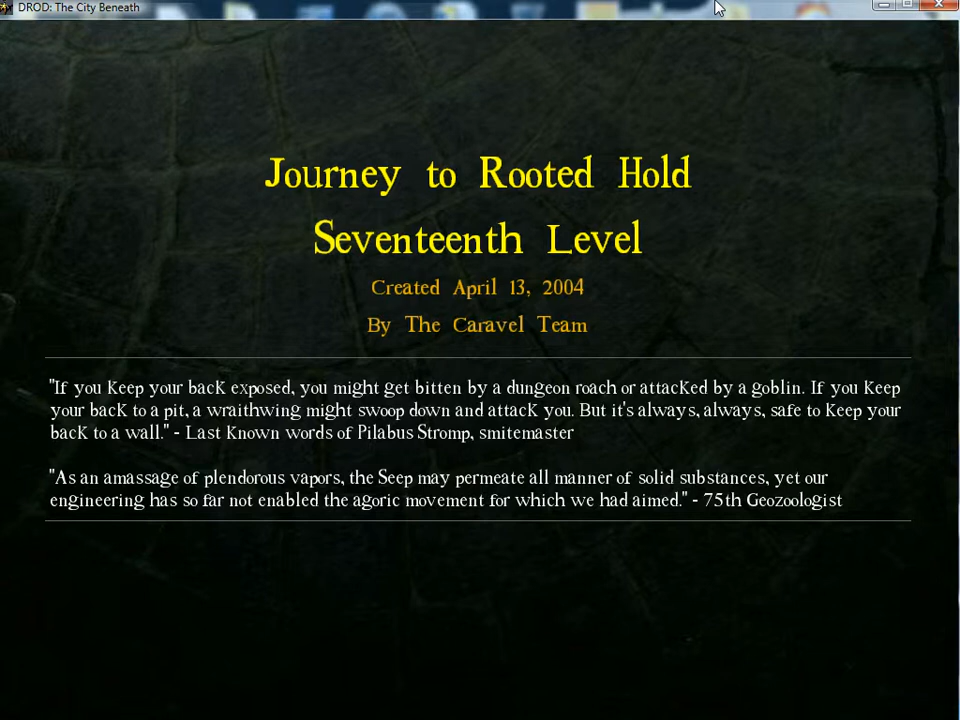 DROD: The City Beneath
Journey to Rooted Hold
Seventeenth Level
Created April 13, 2004
By The Caravel Team
"If you keep your back exposed, you might get bitten by a dungeon roach or attacked by a goblin. If you keep
your back to a pit, a wraithwing might swoop down and attack you. But it's always, always, safe to keep your
back to a wall." - Last known words of Pilabus Stromp, smitemaster
"As an amassage of plendorous vapors, the Seep may permeate all manner of solid substances, yet our
engineering has so far not enabled the agoric movement for which we had aimed." - 75th Geozoologist